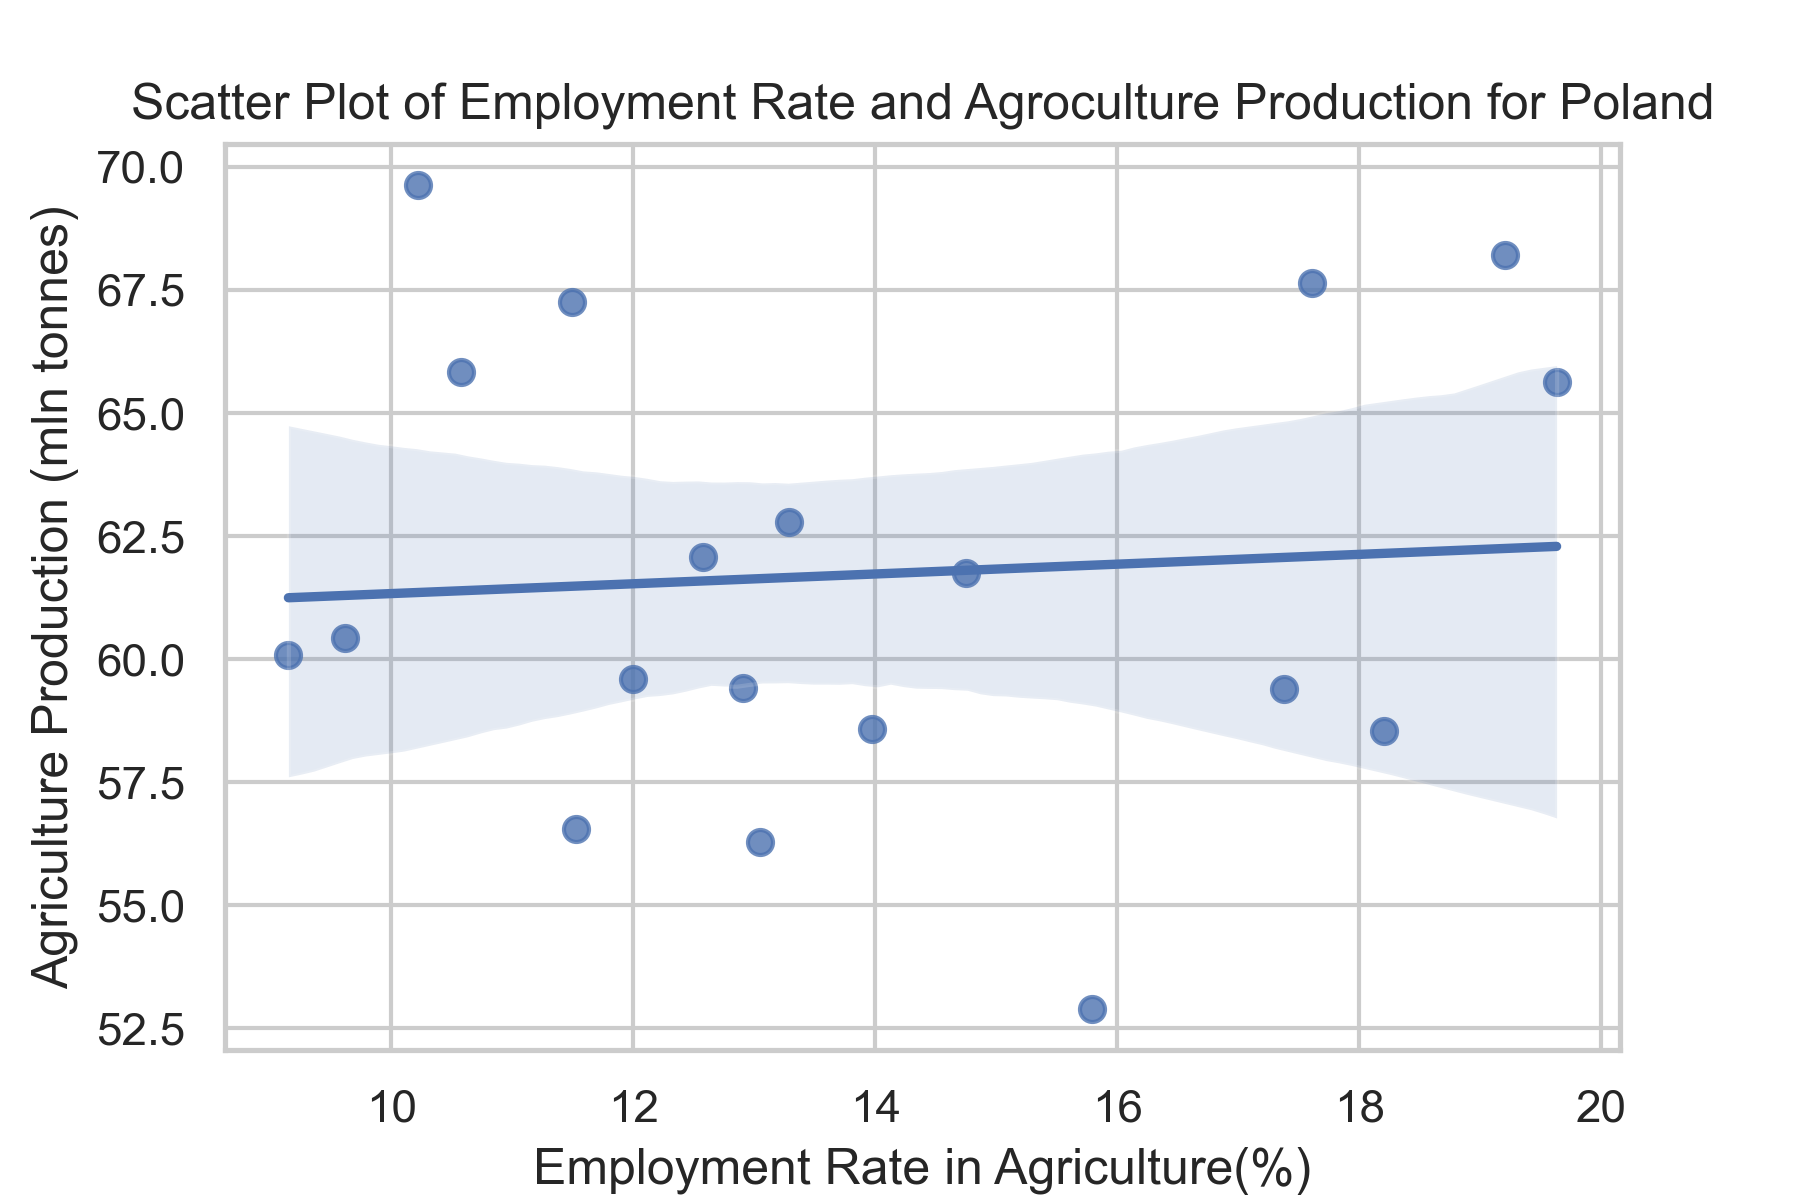 Scatter Plot of Employment Rate and Agroculture Production for Poland
Agriculture Production (mln tonnes)
70.0
67.5
65.0
62.5
60.0
57.5
55.0
52.5
10 12 14 16 18 20
Employment Rate in Agriculture(%)